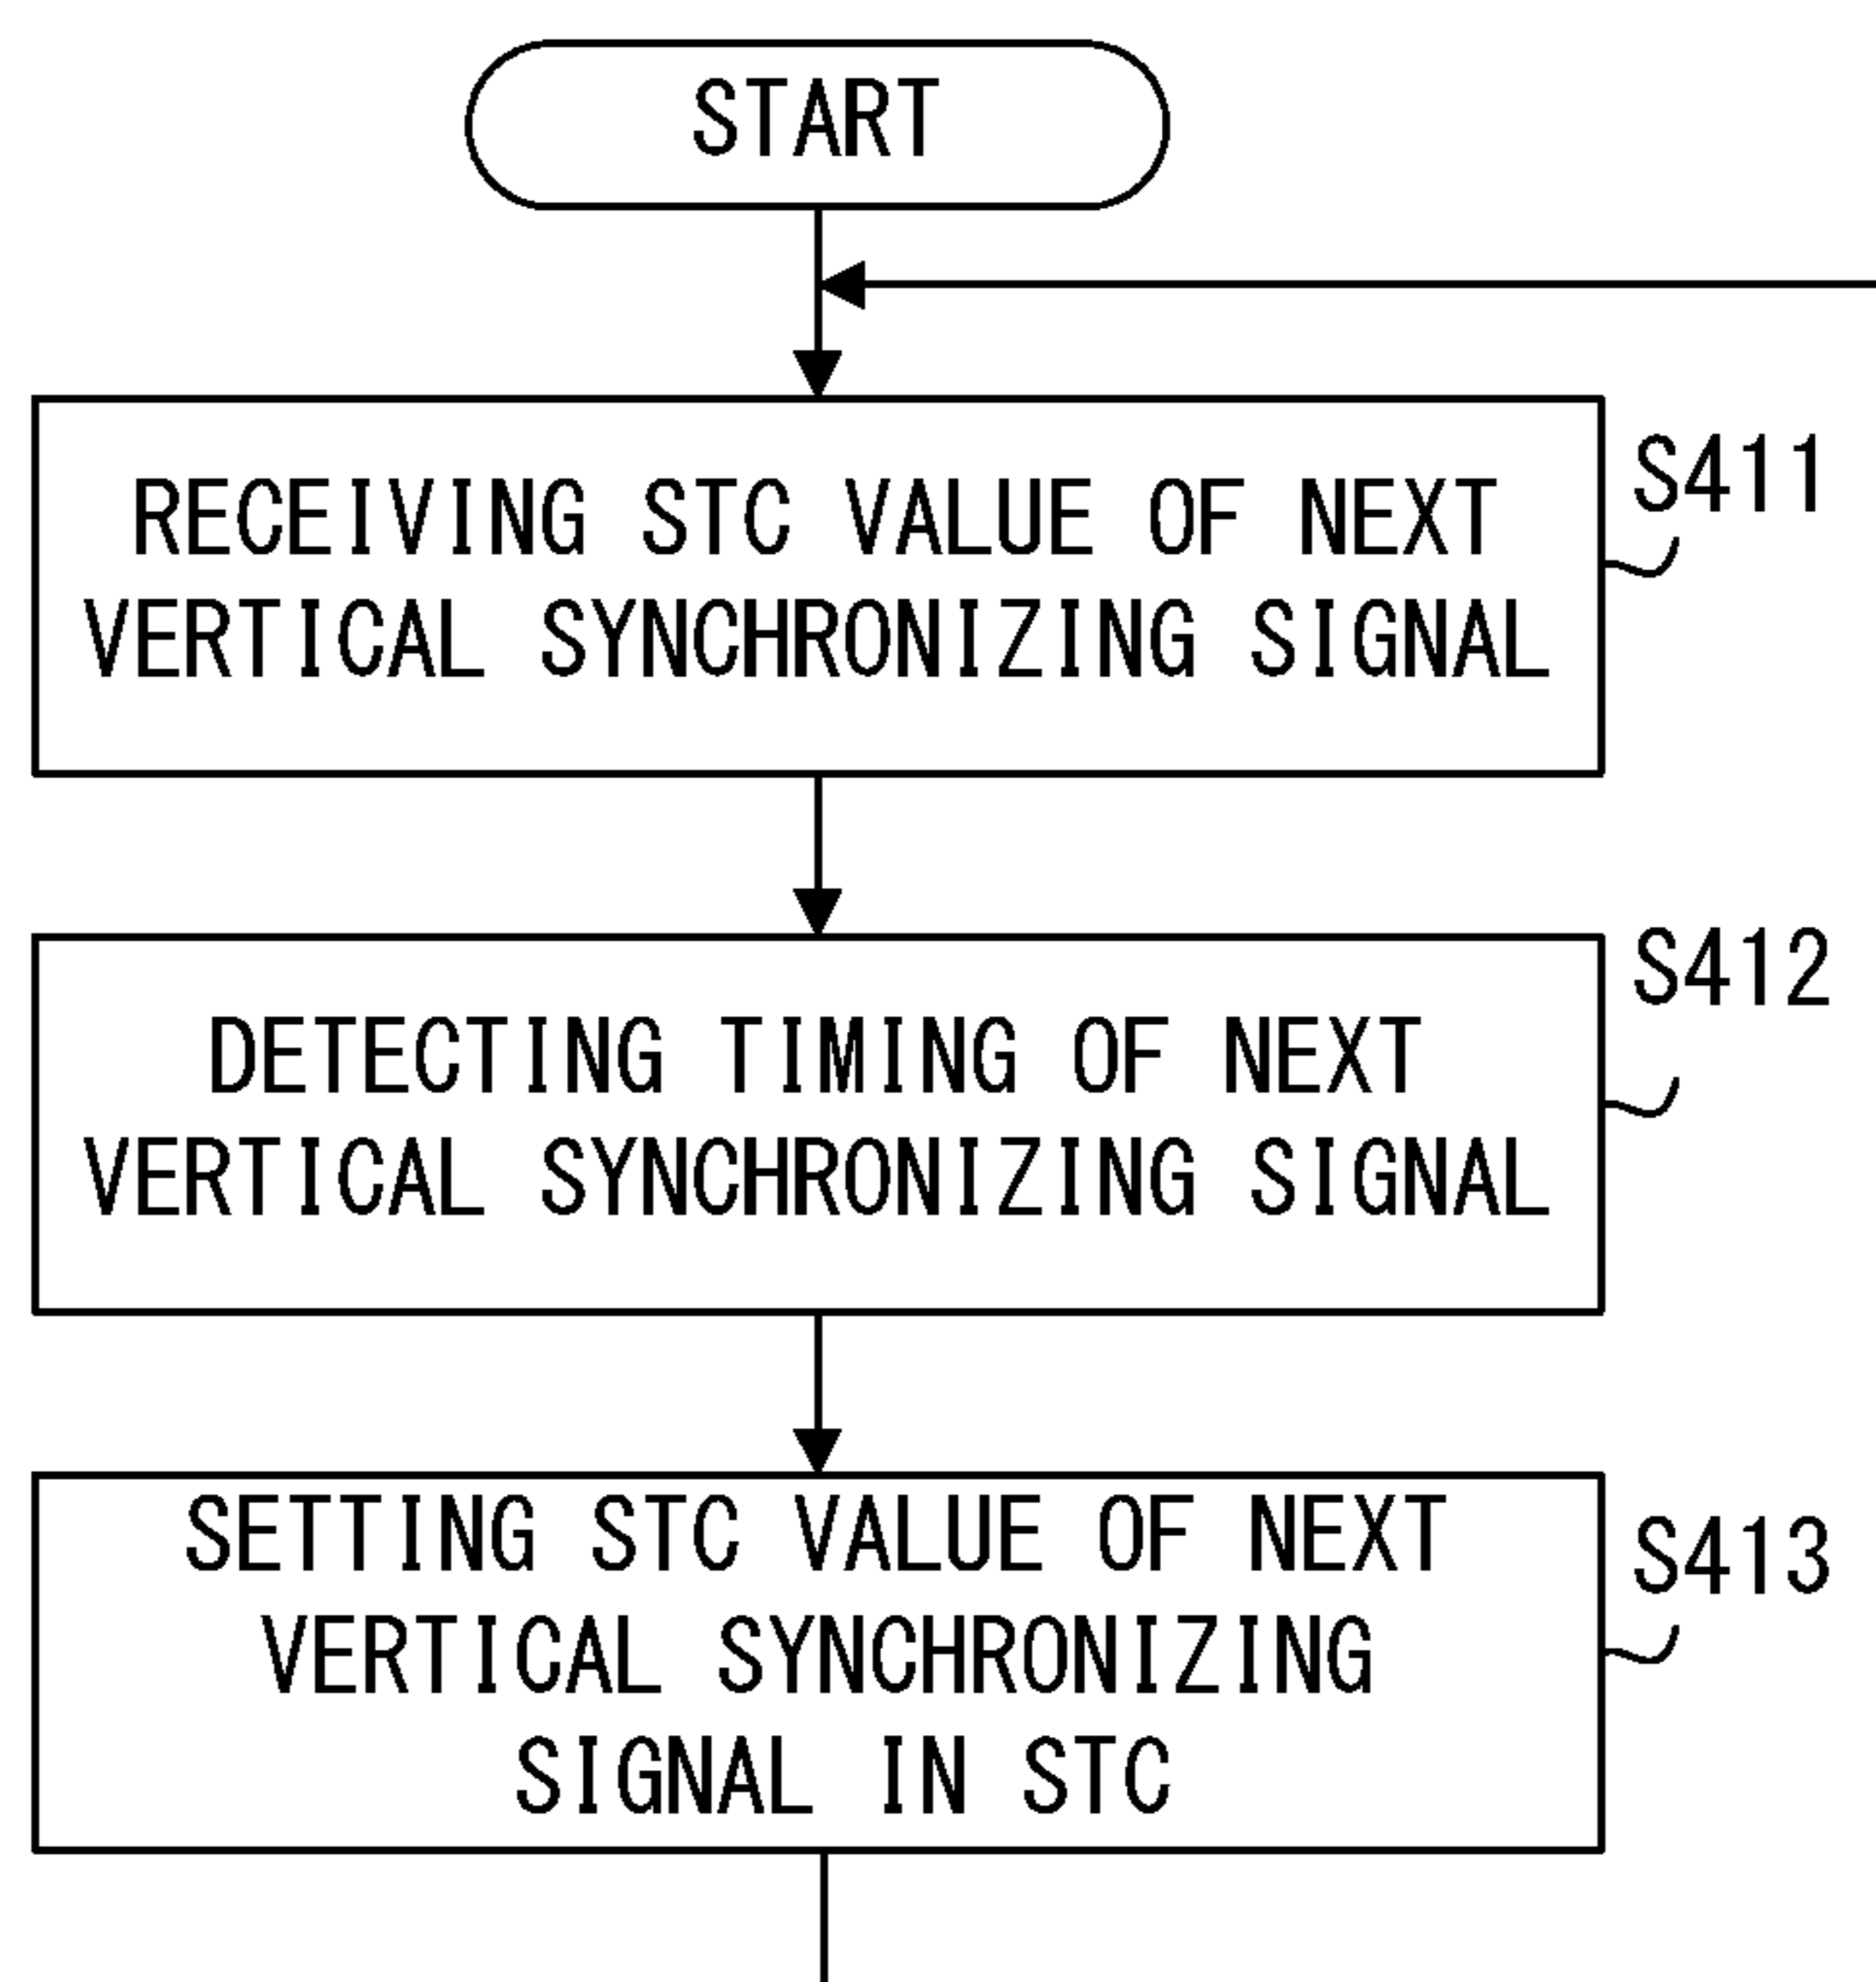 START
RECEIVING STC VALUE OF NEXT
VERTICAL SYNCHRONIZING SIGNAL
S411
DETECTING TIMING OF NEXT
VERTICAL SYNCHRONIZING SIGNAL
S412
SETTING STC VALUE OF NEXT
VERTICAL SYNCHRONIZING
SIGNAL IN STC
S413